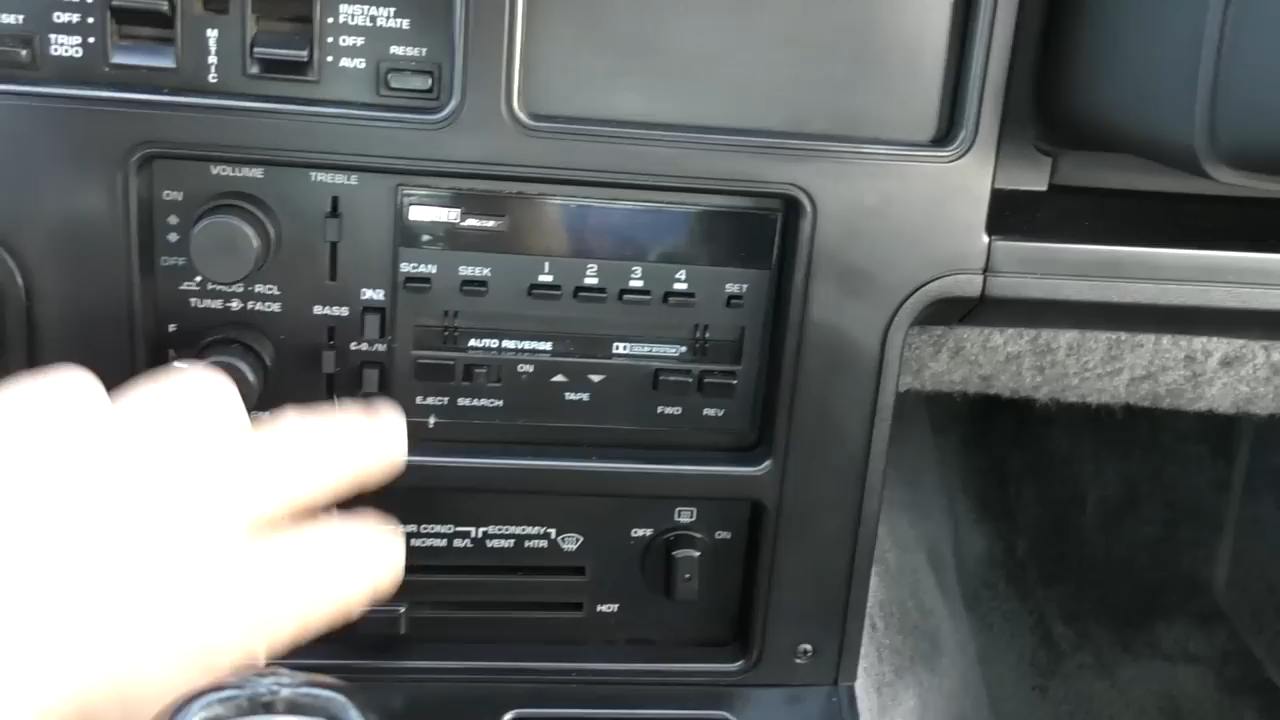 SET
OFF
TRIP
ODO
METRIC
INSTANT
FUEL RATE
OFF
AVG
RESET
VOLUME
TREBLE
ON
OFF
PROG - RCL
TUNE FADE
BASS
DNR
F
SCAN
SEEK
1
2
3
4
SET
AUTO REVERSE
DOLBY SYSTEM
ON
TAPE
EJECT
SEARCH
FWD
REV
AIR COND
ECONOMY
NORM
B/L
VENT
HTR
OFF
ON
HOT